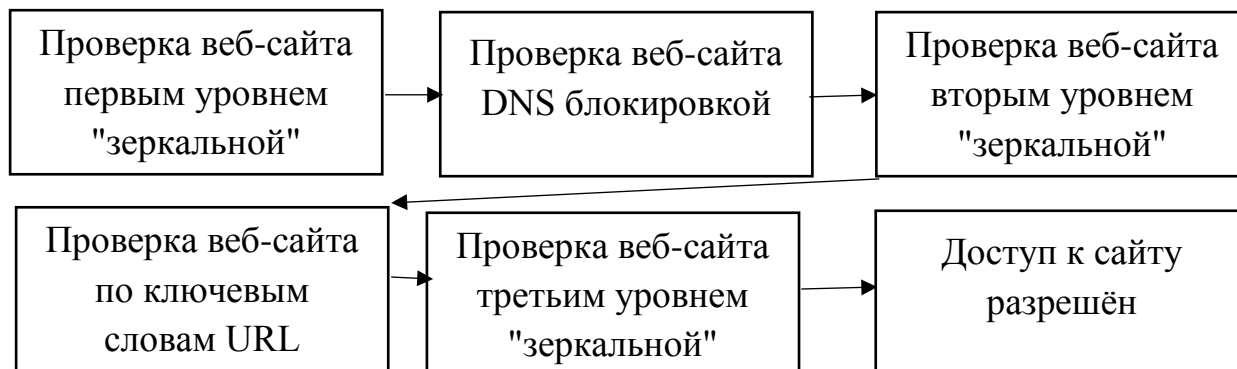 Проверка веб-сайта
первым уровнем
"зеркальной"
Проверка веб-сайта
DNS блокировкой
Проверка веб-сайта
вторым уровнем
"зеркальной"
Проверка веб-сайта
по ключевым
словам URL
Проверка веб-сайта
третьим уровнем
"зеркальной"
Доступ к сайту
разрешён